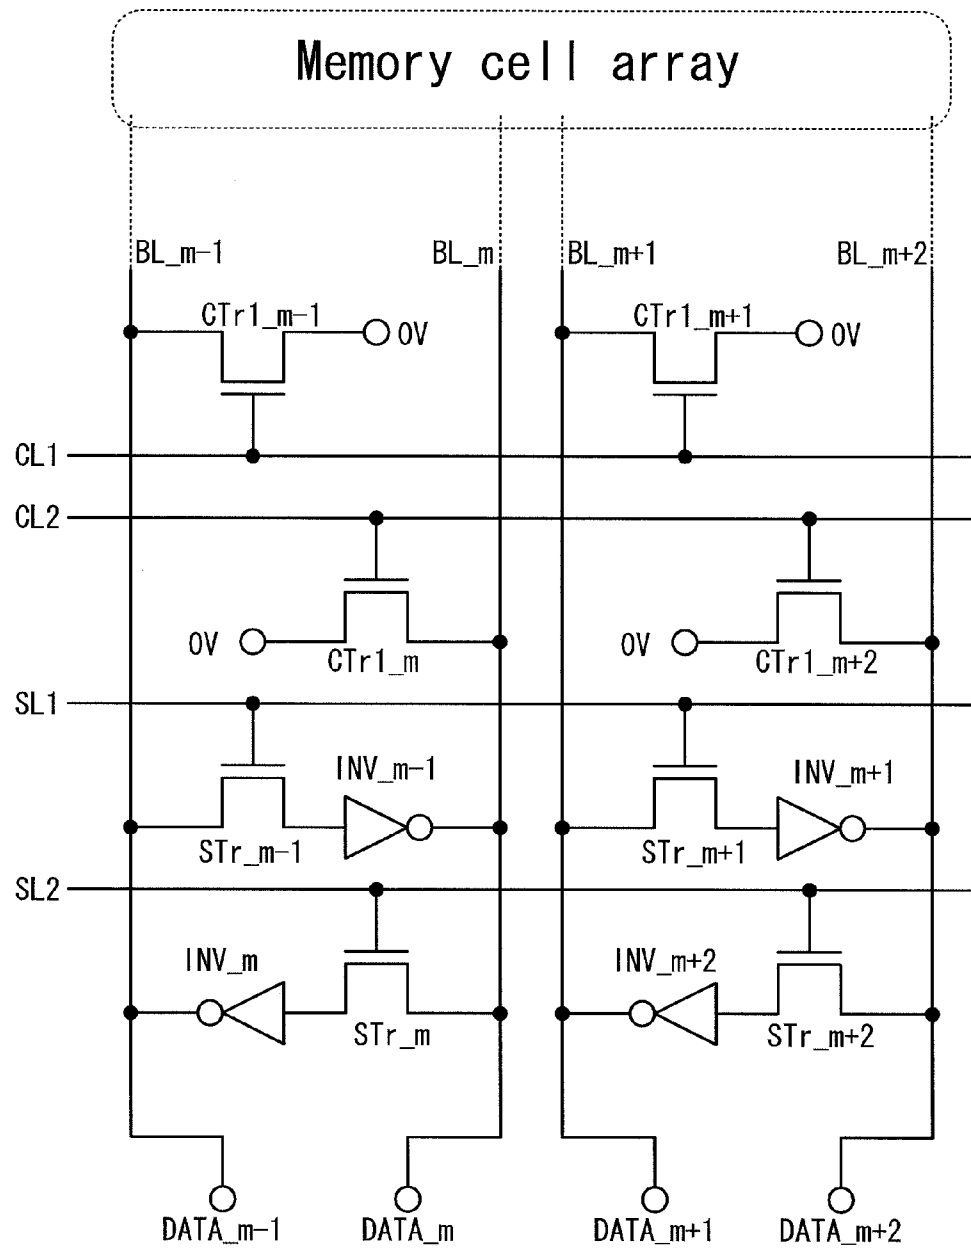 Memory cell array
BL_m-1 BL_m BL_m+1 BL_m+2
CTr1_m-1 CTr1_m+1
0V 0V
CL1
CL2
0V 0V
CTr1_m CTr1_m+2
SL1
INV_m-1 INV_m+1
STr_m-1 STr_m+1
SL2
INV_m INV_m+2
STr_m STr_m+2
DATA_m-1 DATA_m DATA_m+1 DATA_m+2